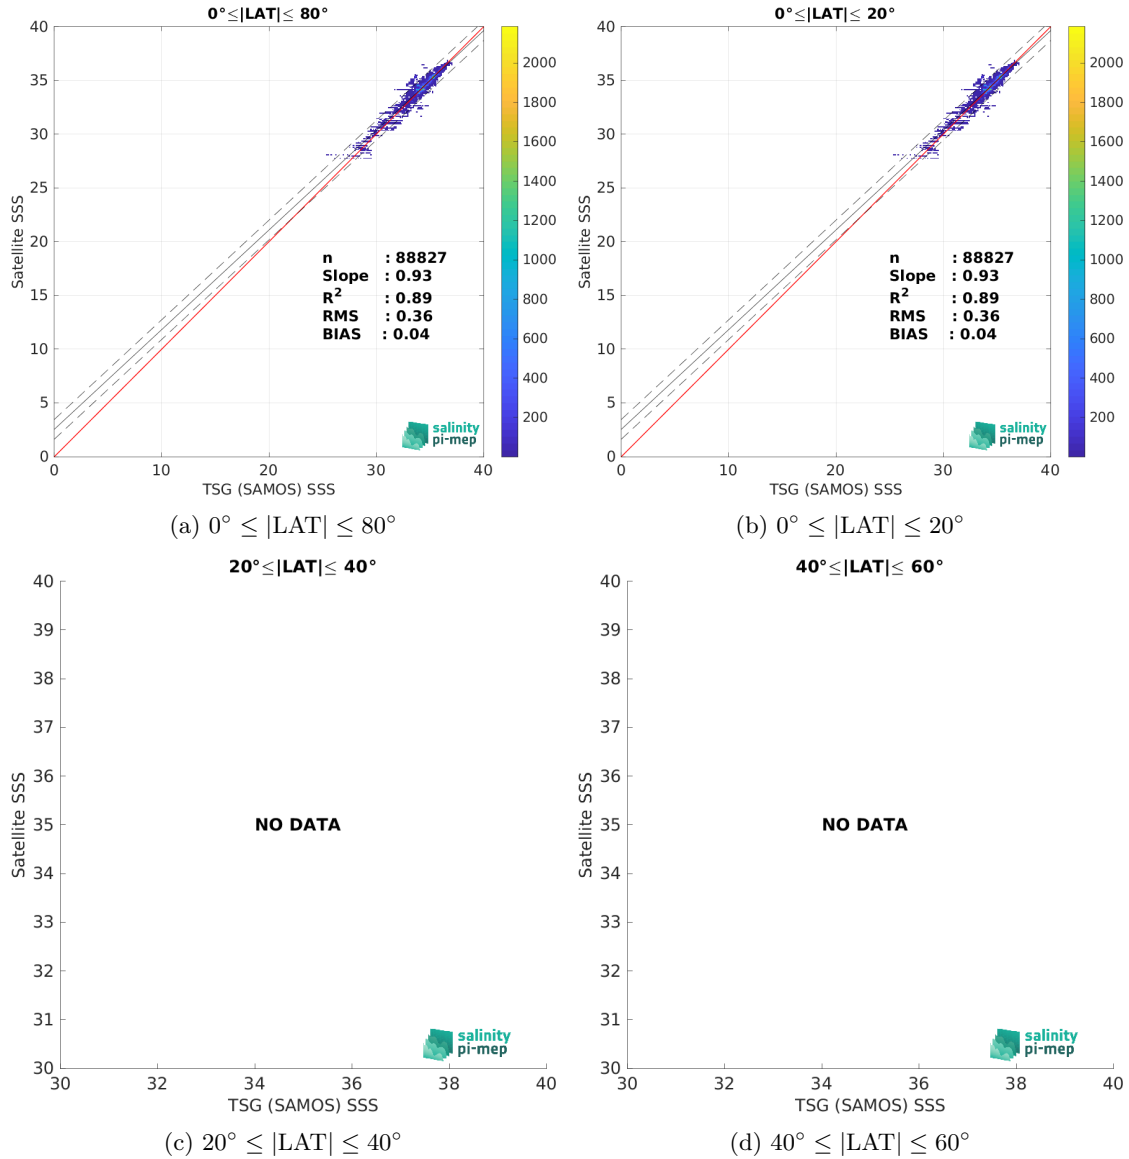 0°≤|LAT|≤ 80°
40
35
30
25
20
15
10
5
0
0
10
20
30
40
Satellite SSS
TSG (SAMOS) SSS
n : 88827
Slope : 0.93
R2 : 0.89
RMS : 0.36
BIAS : 0.04
salinity
pi-mep
2000
1800
1600
1400
1200
1000
800
600
400
200
(a) 0° ≤ |LAT| ≤ 80°
0°≤|LAT|≤ 20°
40
35
30
25
20
15
10
5
0
0
10
20
30
40
Satellite SSS
TSG (SAMOS) SSS
n : 88827
Slope : 0.93
R2 : 0.89
RMS : 0.36
BIAS : 0.04
salinity
pi-mep
2000
1800
1600
1400
1200
1000
800
600
400
200
(b) 0° ≤ |LAT| ≤ 20°
20°≤|LAT|≤ 40°
40
39
38
37
36
35
34
33
32
31
30
30
32
34
36
38
40
Satellite SSS
TSG (SAMOS) SSS
NO DATA
salinity
pi-mep
(c) 20° ≤ |LAT| ≤ 40°
40°≤|LAT|≤ 60°
40
39
38
37
36
35
34
33
32
31
30
30
32
34
36
38
40
Satellite SSS
TSG (SAMOS) SSS
NO DATA
salinity
pi-mep
(d) 40° ≤ |LAT| ≤ 60°